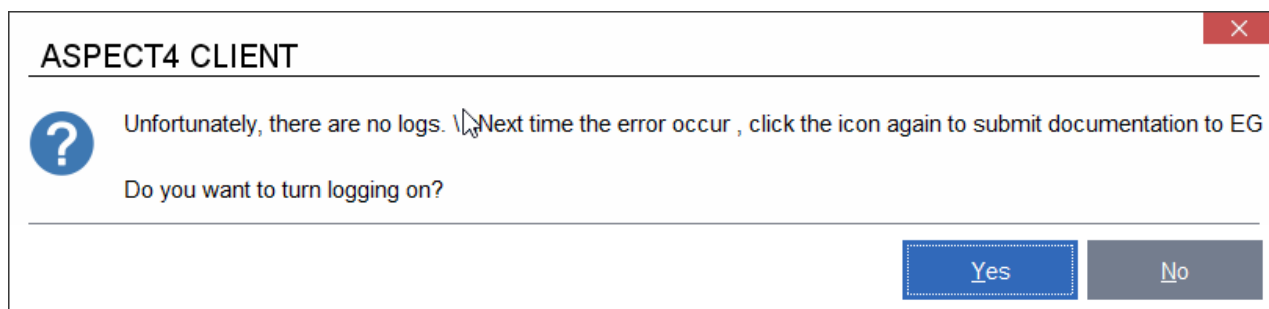 ASPECT4 CLIENT
Unfortunately, there are no logs. \Next time the error occur , click the icon again to submit documentation to EG
Do you want to turn logging on?
Yes
No